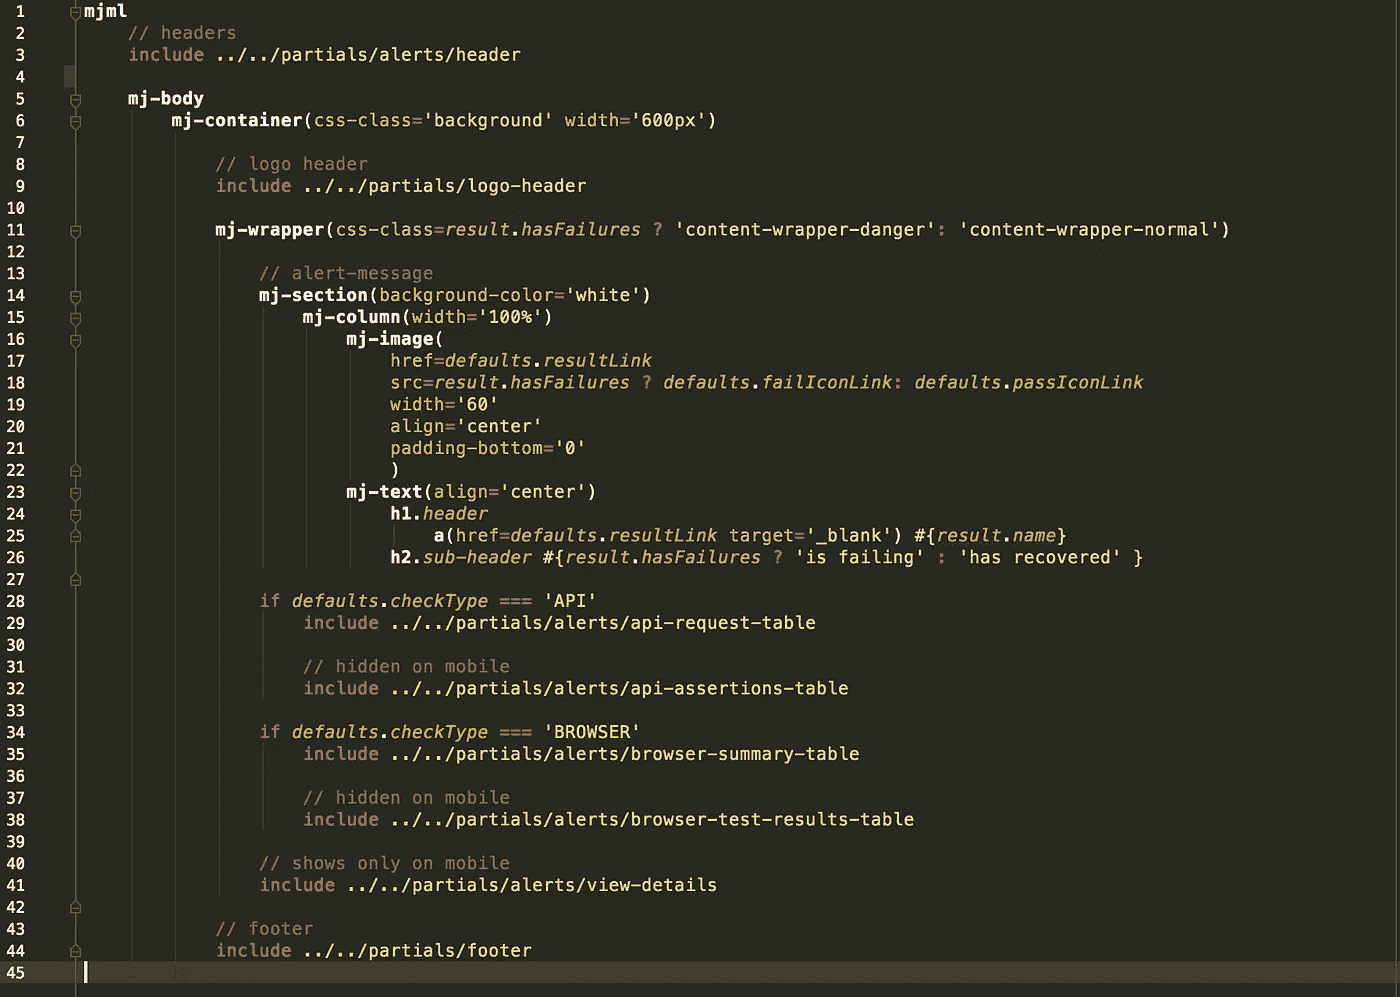 1 mjml
2     // headers
3     include ../../partials/alerts/header
4
5     mj-body
6         mj-container(css-class='background' width='600px')
7
8             // logo header
9             include ../../partials/logo-header
10
11             mj-wrapper(css-class=result.hasFailures ? 'content-wrapper-danger': 'content-wrapper-normal')
12
13                 // alert-message
14                 mj-section(background-color='white')
15                     mj-column(width='100%')
16                         mj-image(
17                             href=defaults.resultLink
18                             src=result.hasFailures ? defaults.failIconLink: defaults.passIconLink
19                             width='60'
20                             align='center'
21                             padding-bottom='0'
22                             )
23                         mj-text(align='center')
24                             h1.header
25                                 a(href=defaults.resultLink target='_blank') #{result.name}
26                             h2.sub-header #{result.hasFailures ? 'is failing' : 'has recovered' }
27
28                 if defaults.checkType === 'API'
29                     include ../../partials/alerts/api-request-table
30
31                     // hidden on mobile
32                     include ../../partials/alerts/api-assertions-table
33
34                 if defaults.checkType === 'BROWSER'
35                     include ../../partials/alerts/browser-summary-table
36
37                     // hidden on mobile
38                     include ../../partials/alerts/browser-test-results-table
39
40                 // shows only on mobile
41                 include ../../partials/alerts/view-details
42
43             // footer
44             include ../../partials/footer
45